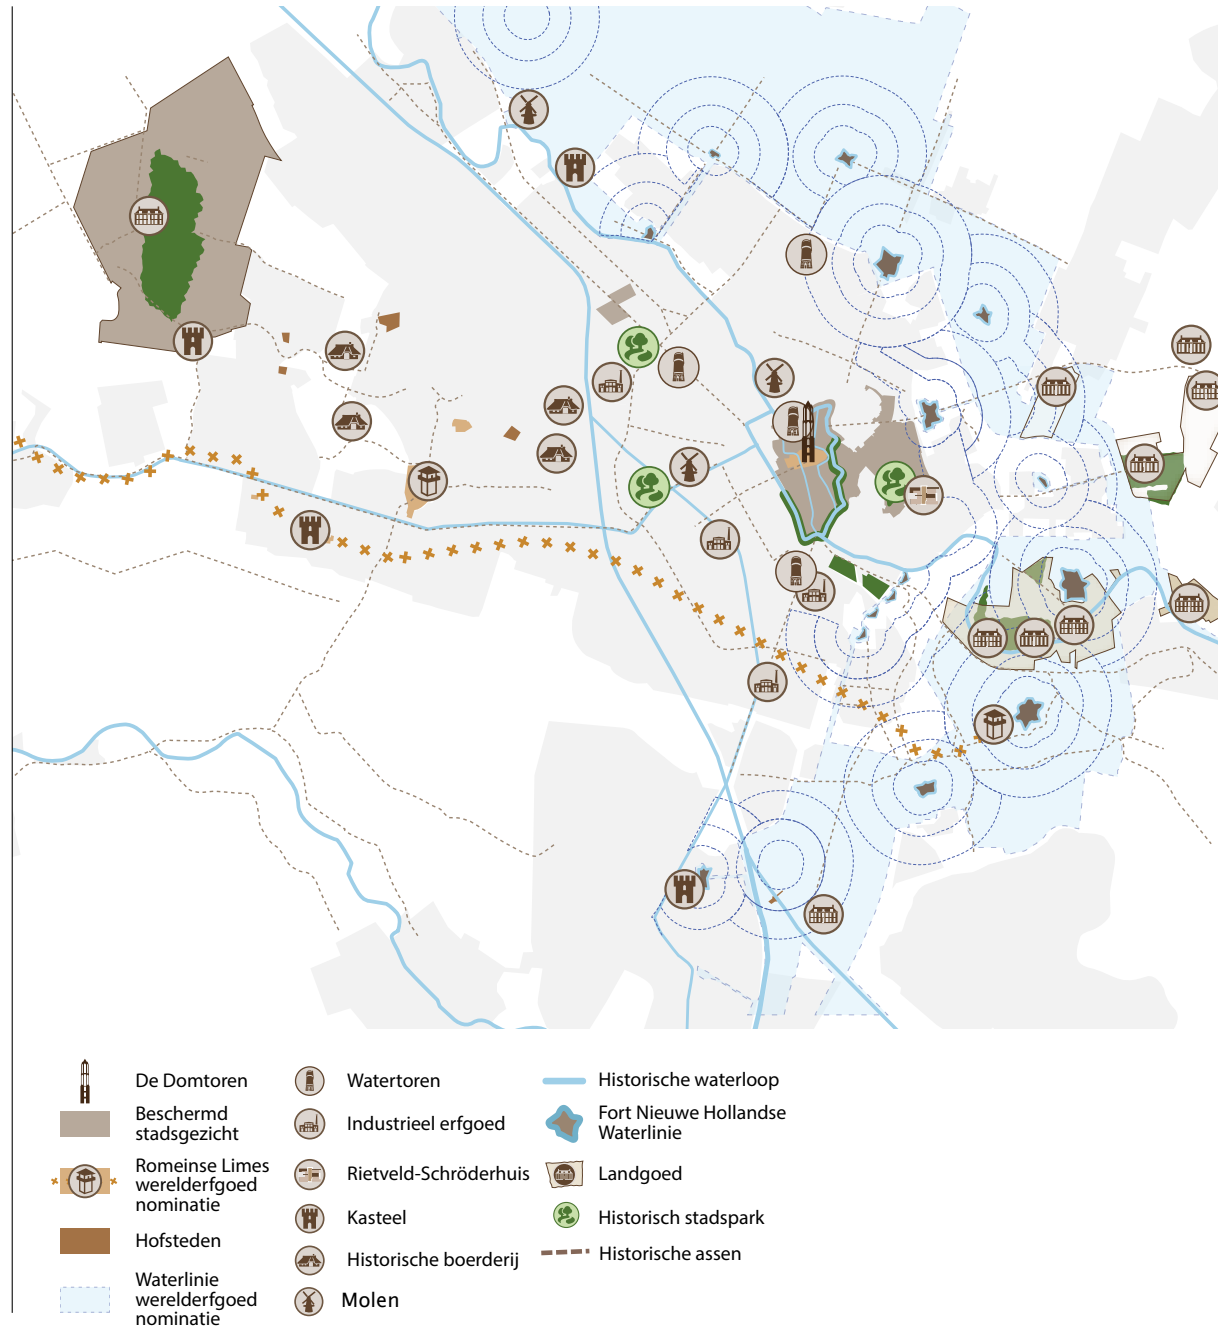 De Domtoren
Beschermd
stadsgezicht
Romeinse Limes
werelderfgoed
nominatie
Hofsteden
Waterlinie
werelderfgoed
nominatie
Watertoren
Industrieel erfgoed
Rietveld-Schröderhuis
Kasteel
Historische boerderij
Molen
Historische waterloop
Fort Nieuwe Hollandse
Waterlinie
Landgoed
Historisch stadspark
Historische assen